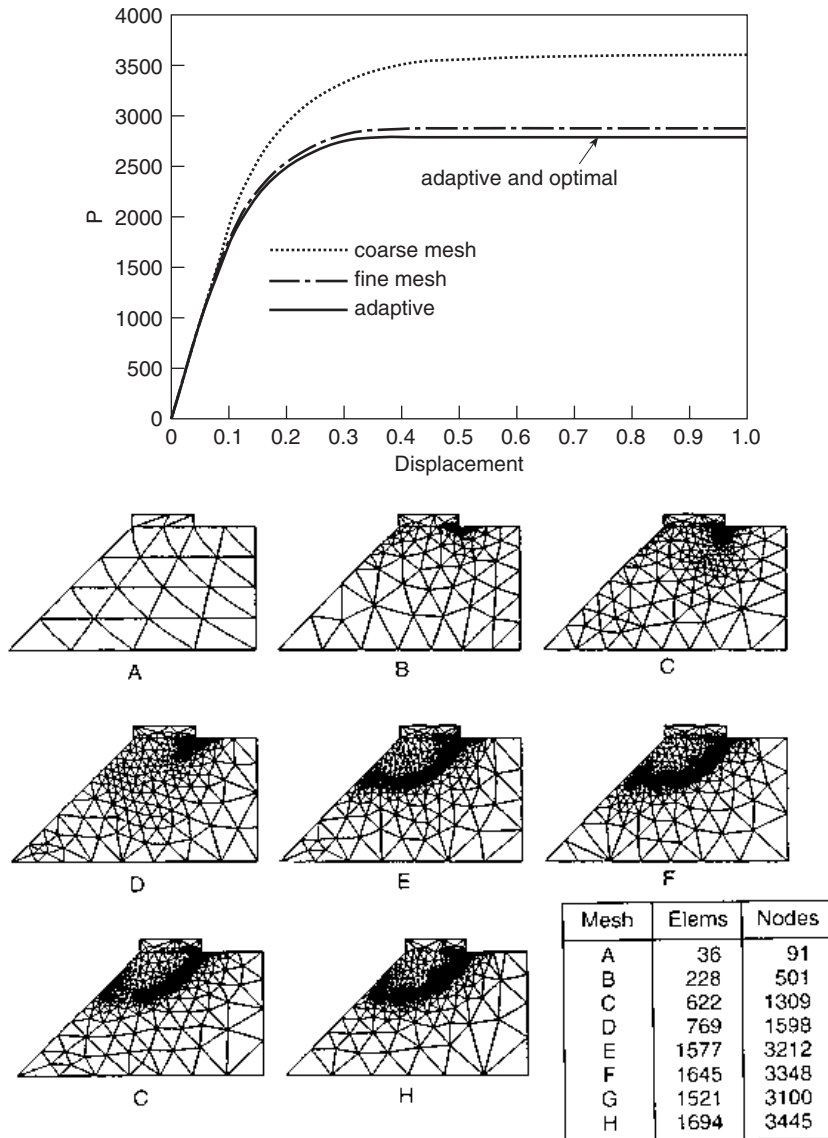 4000
3500
3000
2500
2000
1500
1000
500
0
P
adaptive and optimal
coarse mesh
fine mesh
adaptive
0 0.1 0.2 0.3 0.4 0.5 0.6 0.7 0.8 0.9 1.0
Displacement
A B C
D E F
C H
Mesh Elems Nodes
A 36 91
B 228 501
C 622 1309
D 769 1598
E 1577 3212
F 1645 3348
G 1521 3100
H 1694 3445